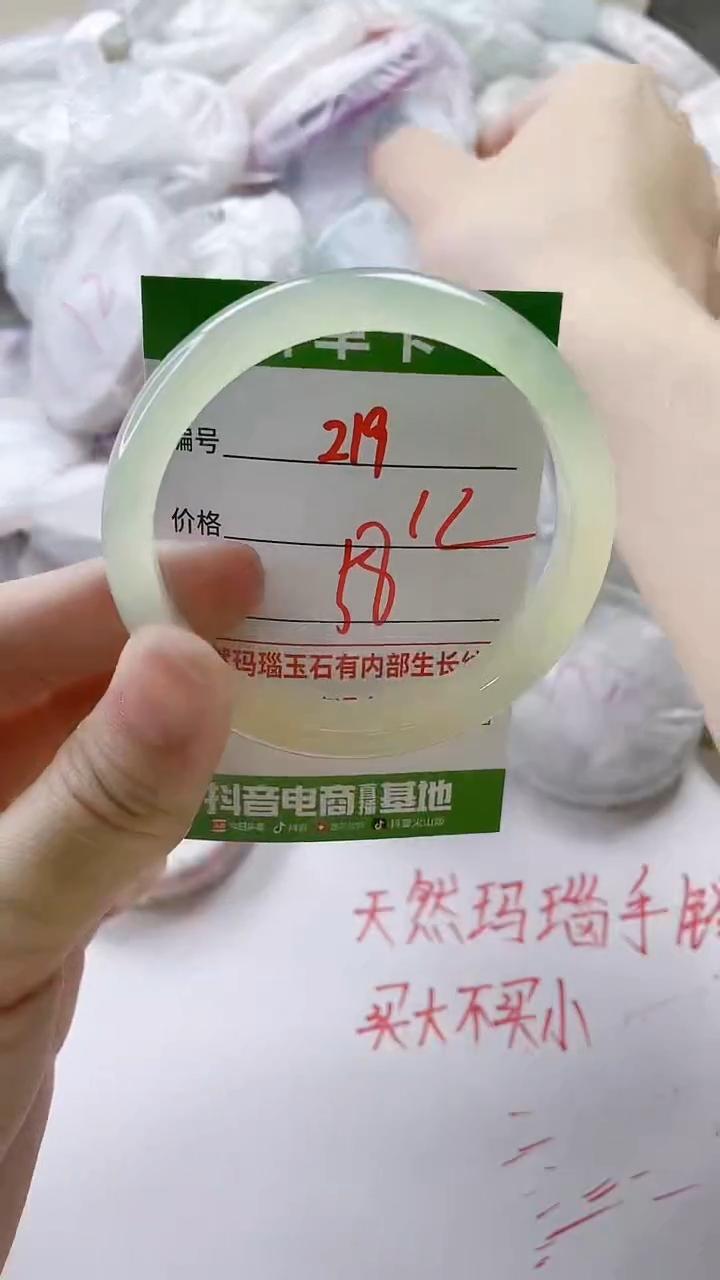 编号 219
价格 12
58
玛瑙玉石有内部生长
抖音电商直播基地
天然玛瑙手镯
买大不买小
12